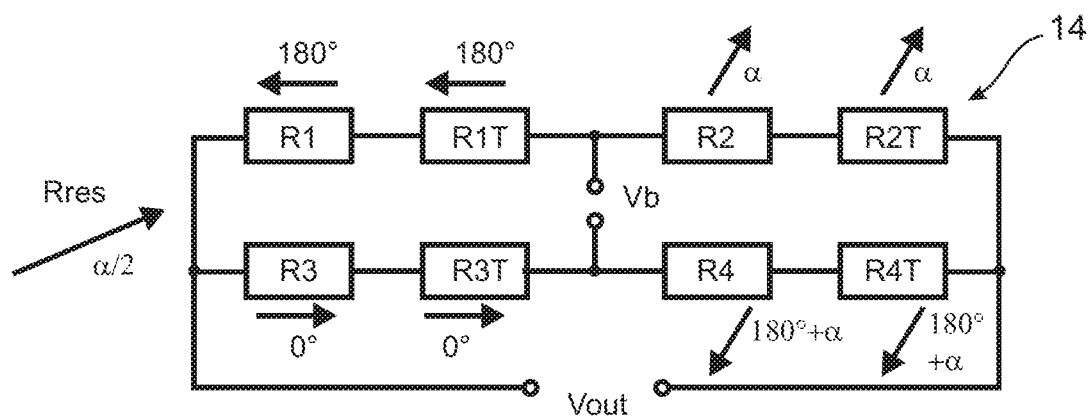 180° 180° α α 14
R1 R1T R2 R2T
Rres
Vb
α/2
R3 R3T R4 R4T
0° 0° 180°+α 180°
+α
Vout